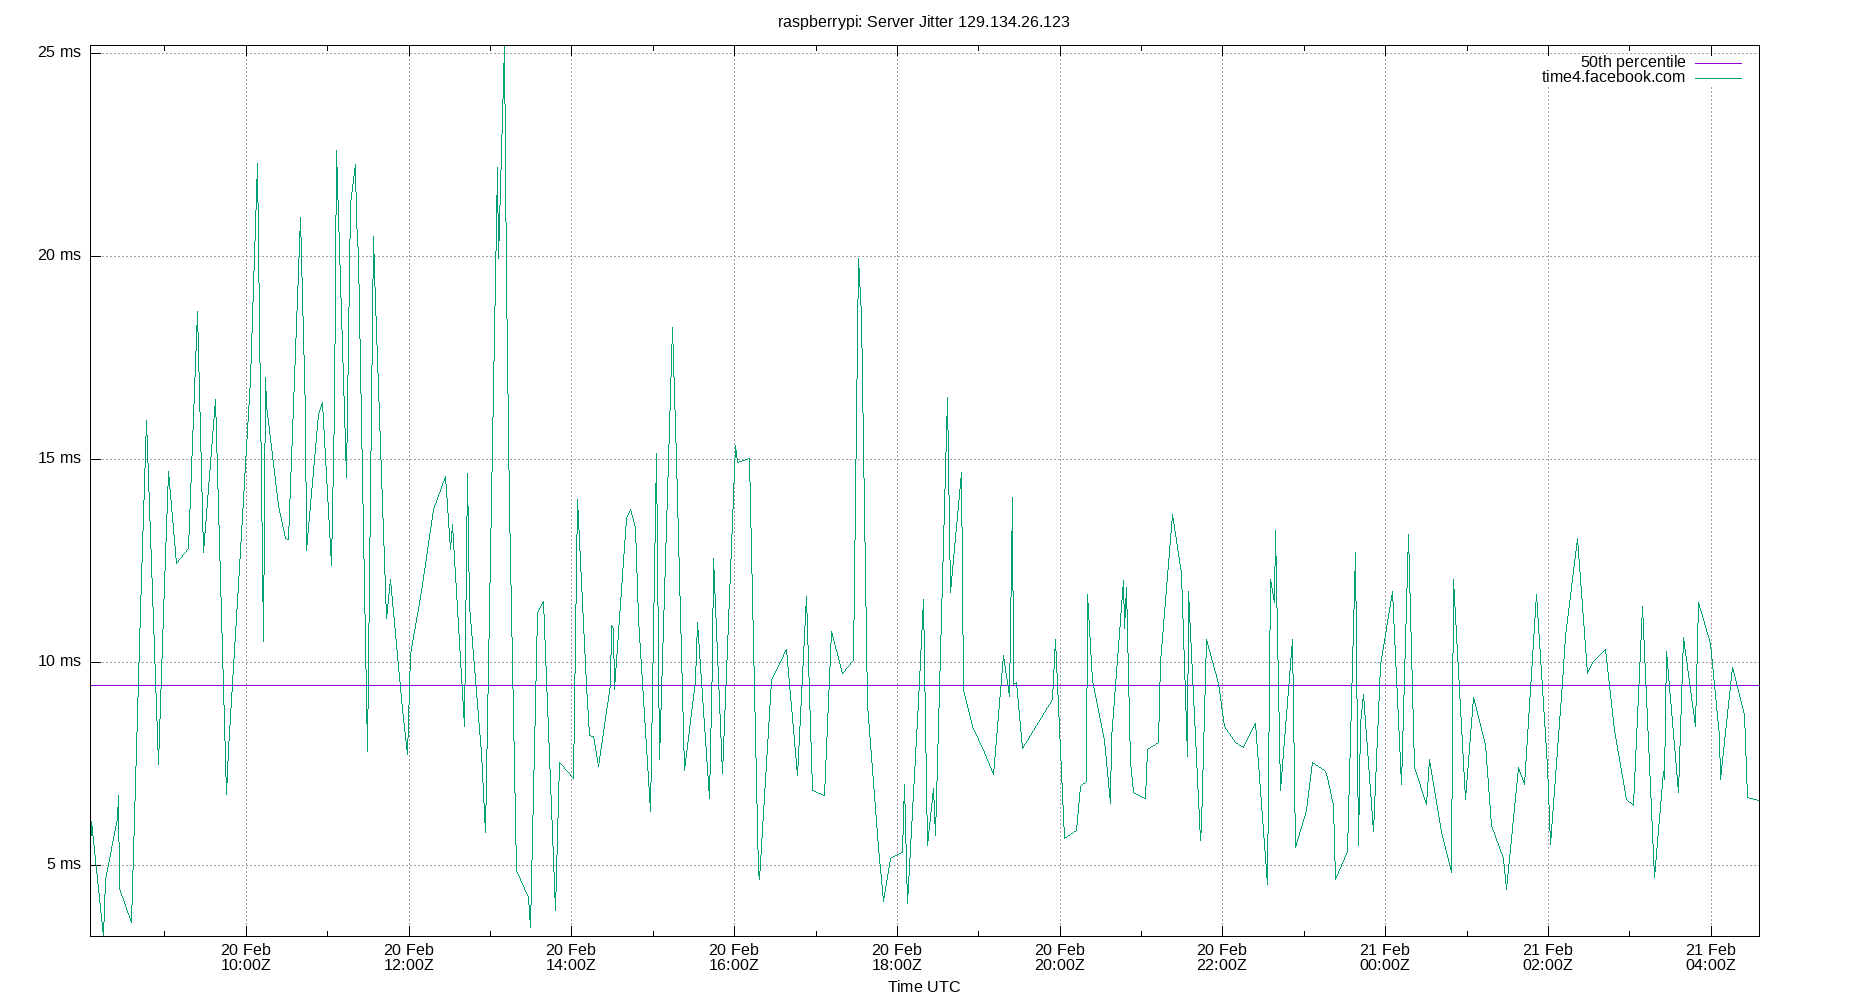 raspberrypi: Server Jitter 129.134.26.123
25 ms
50th percentile
time4.facebook.com
20 ms
15 ms
10 ms
5 ms
20 Feb 20 Feb 20 Feb 20 Feb 20 Feb 20 Feb 20 Feb 21 Feb 21 Feb 21 Feb
10:00Z 12:00Z 14:00Z 16:00Z 18:00Z 20:00Z 22:00Z 00:00Z 02:00Z 04:00Z
Time UTC